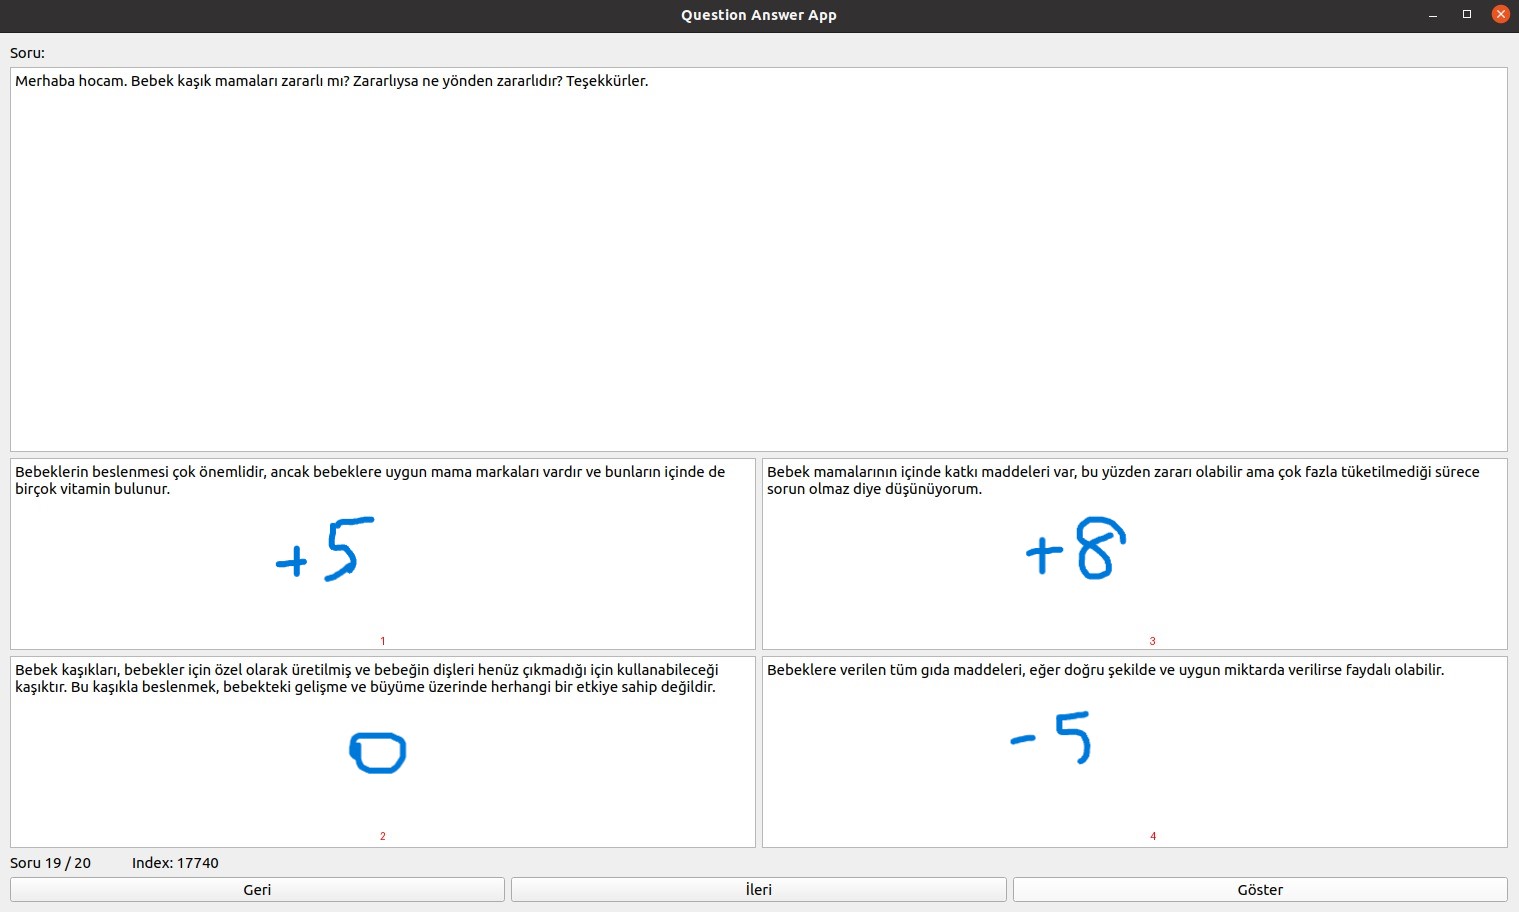 Question Answer App
Soru:
Merhaba hocam. Bebek kaşık mamaları zararlı mı? Zararlıysa ne yönden zararlıdır? Teşekkürler.
Bebeklerin beslenmesi çok önemlidir, ancak bebeklere uygun mama markaları vardır ve bunların içinde de
birçok vitamin bulunur.
+5
1
Bebek mamalarının içinde katkı maddeleri var, bu yüzden zararı olabilir ama çok fazla tüketilmediği sürece
sorun olmaz diye düşünüyorum.
+8
3
Bebek kaşıkları, bebekler için özel olarak üretilmiş ve bebeğin dişleri henüz çıkmadığı için kullanabileceği
kaşıktır. Bu kaşıkla beslenmek, bebekteki gelişme ve büyüme üzerinde herhangi bir etkiye sahip değildir.
0
2
Bebeklere verilen tüm gıda maddeleri, eğer doğru şekilde ve uygun miktarda verilirse faydalı olabilir.
-5
4
Soru 19 / 20 Index: 17740
Geri İleri Göster